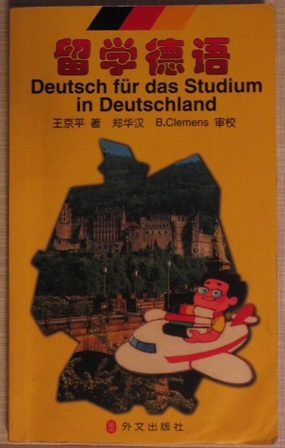 留学德语
Deutsch für das Studium
in Deutschland
王京平 著 郑华汉 B.Clemens 审校
外文出版社